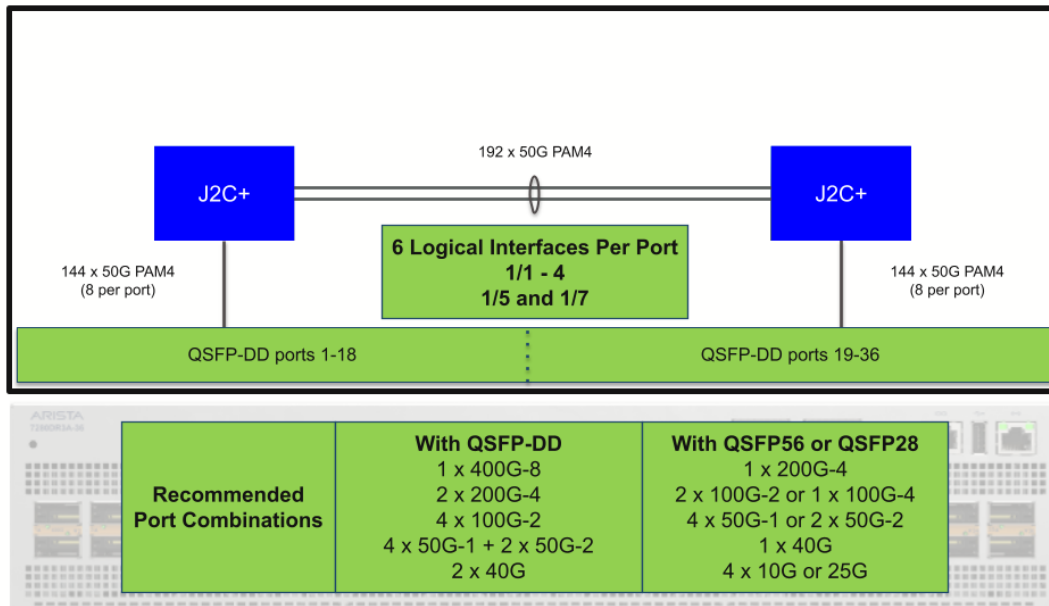 192 x 50G PAM4
J2C+
J2C+
6 Logical Interfaces Per Port
1/1 - 4
1/5 and 1/7
144 x 50G PAM4
(8 per port)
144 x 50G PAM4
(8 per port)
QSFP-DD ports 1-18
QSFP-DD ports 19-36
ARISTA
Recommended
Port Combinations
With QSFP-DD
1 x 400G-8
2 x 200G-4
4 x 100G-2
4 x 50G-1 + 2 x 50G-2
2 x 40G
With QSFP56 or QSFP28
1 x 200G-4
2 x 100G-2 or 1 x 100G-4
4 x 50G-1 or 2 x 50G-2
1 x 40G
4 x 10G or 25G